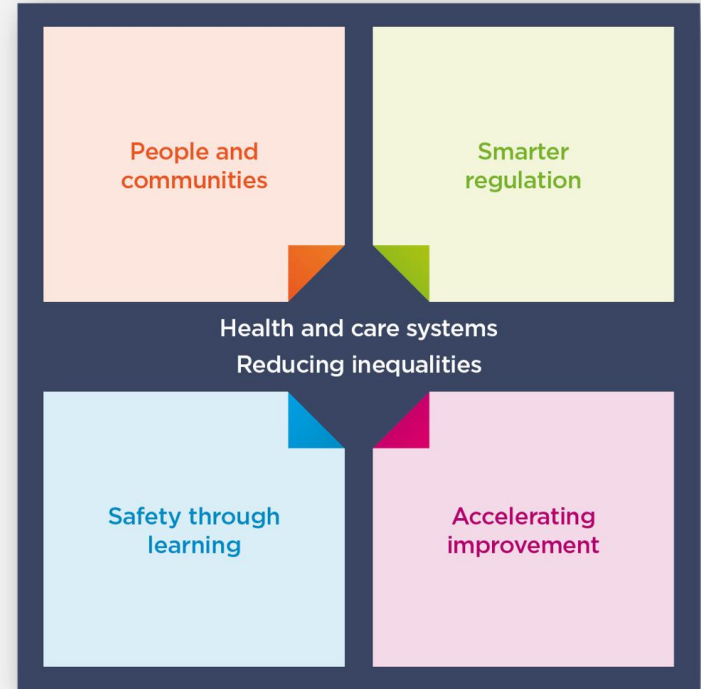 People and
communities
Smarter
regulation
Health and care systems
Reducing inequalities
Safety through
learning
Accelerating
improvement